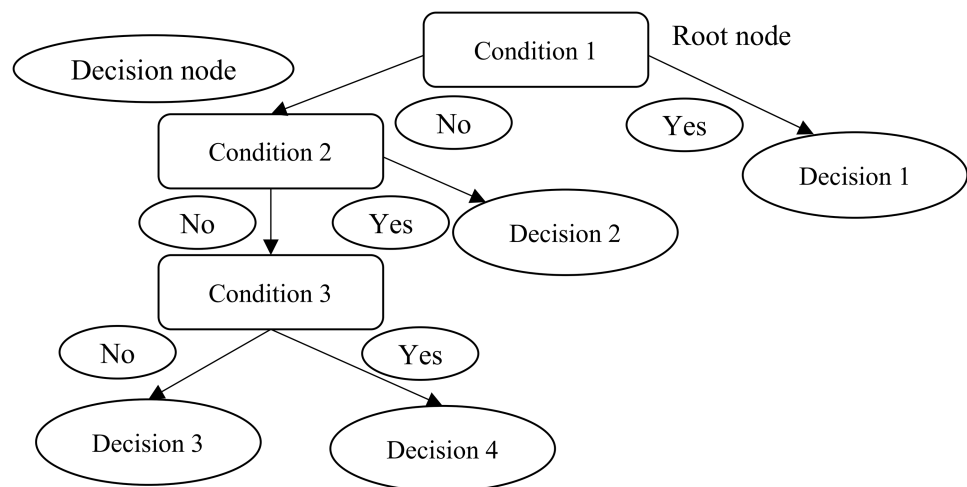 Root node
Condition 1
Decision node
No
Yes
Condition 2
Decision 1
No
Yes
Decision 2
Condition 3
No
Yes
Decision 3
Decision 4